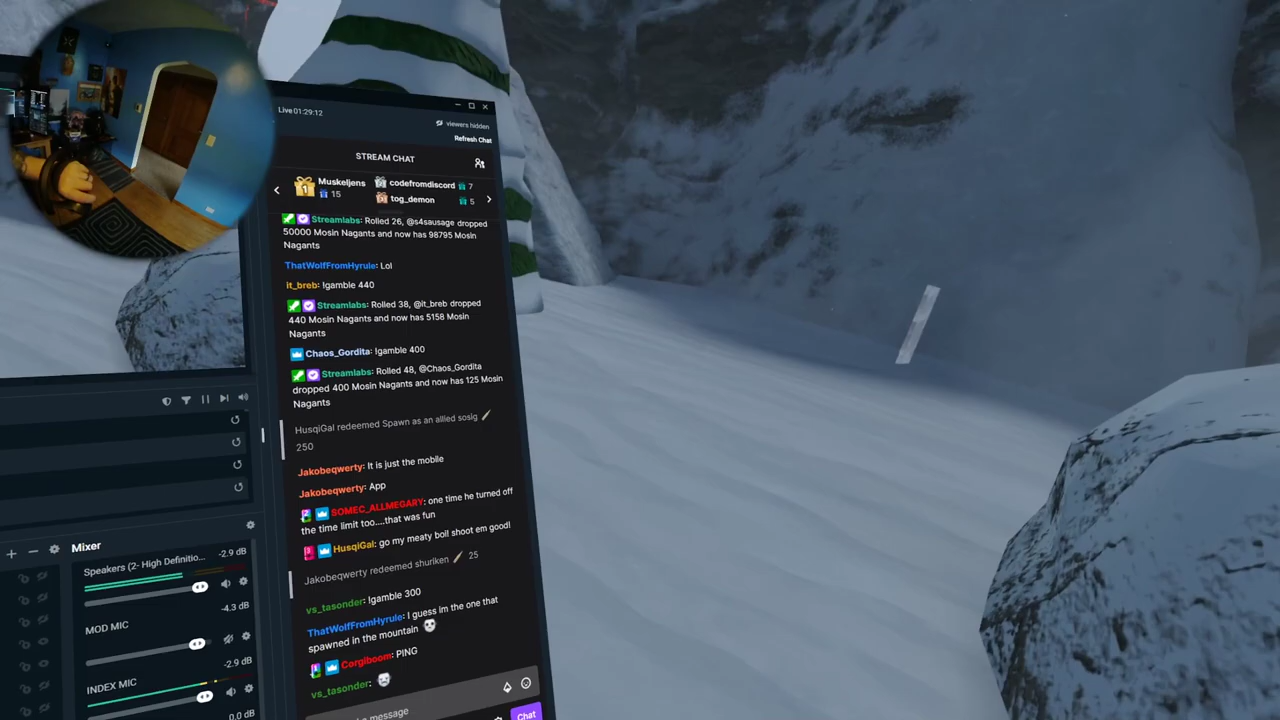 Live 01:29:12
viewers hidden
Refresh Chat
STREAM CHAT
Muskeljens
15
codefromdiscord 7
tog_demon 5
Streamlabs: Rolled 26, @s4sausage dropped
50000 Mosin Nagants and now has 98795 Mosin
Nagants
ThatWolfFromHyrule: Lol
it_breb: !gamble 440
Streamlabs: Rolled 38, @it_breb dropped
440 Mosin Nagants and now has 5158 Mosin
Nagants
Chaos_Gordita: !gamble 400
Streamlabs: Rolled 48, @Chaos_Gordita
dropped 400 Mosin Nagants and now has 125 Mosin
Nagants
HusqiGal redeemed Spawn as an allied sosig
250
Jakobeqwerty: It is just the mobile
Jakobeqwerty: App
SOMEC_ALLMEGARY: one time he turned off
the time limit too....that was fun
HusqiGal: go my meaty boll shoot em good!
Jakobeqwerty redeemed shuriken 25
vs_tasonder: !gamble 300
ThatWolfFromHyrule: I guess im the one that
spawned in the mountain
Corgiboom: PING
vs_tasonder:
a message
Chat
Mixer
Speakers (2- High Definitio... -2.9 dB
-4.3 dB
MOD MIC
-2.9 dB
INDEX MIC
0.0 dB